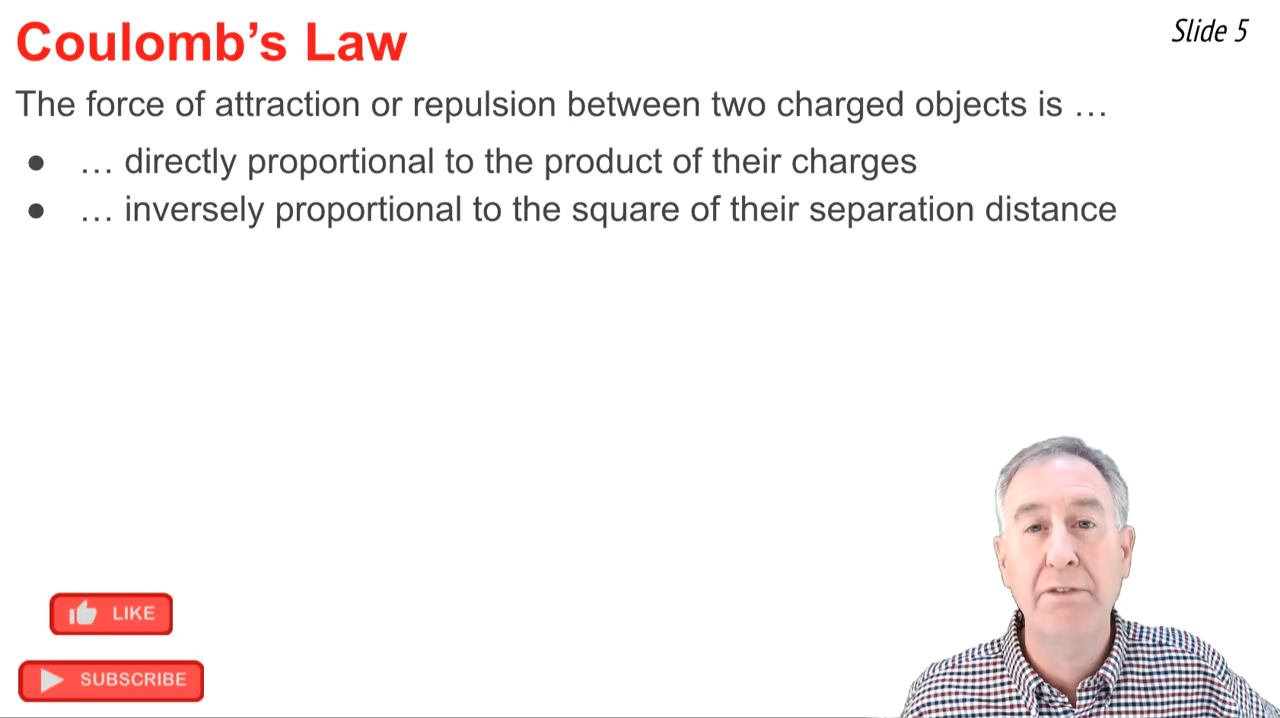 Coulomb’s Law
Slide 5
The force of attraction or repulsion between two charged objects is …
● … directly proportional to the product of their charges
● … inversely proportional to the square of their separation distance
LIKE
SUBSCRIBE